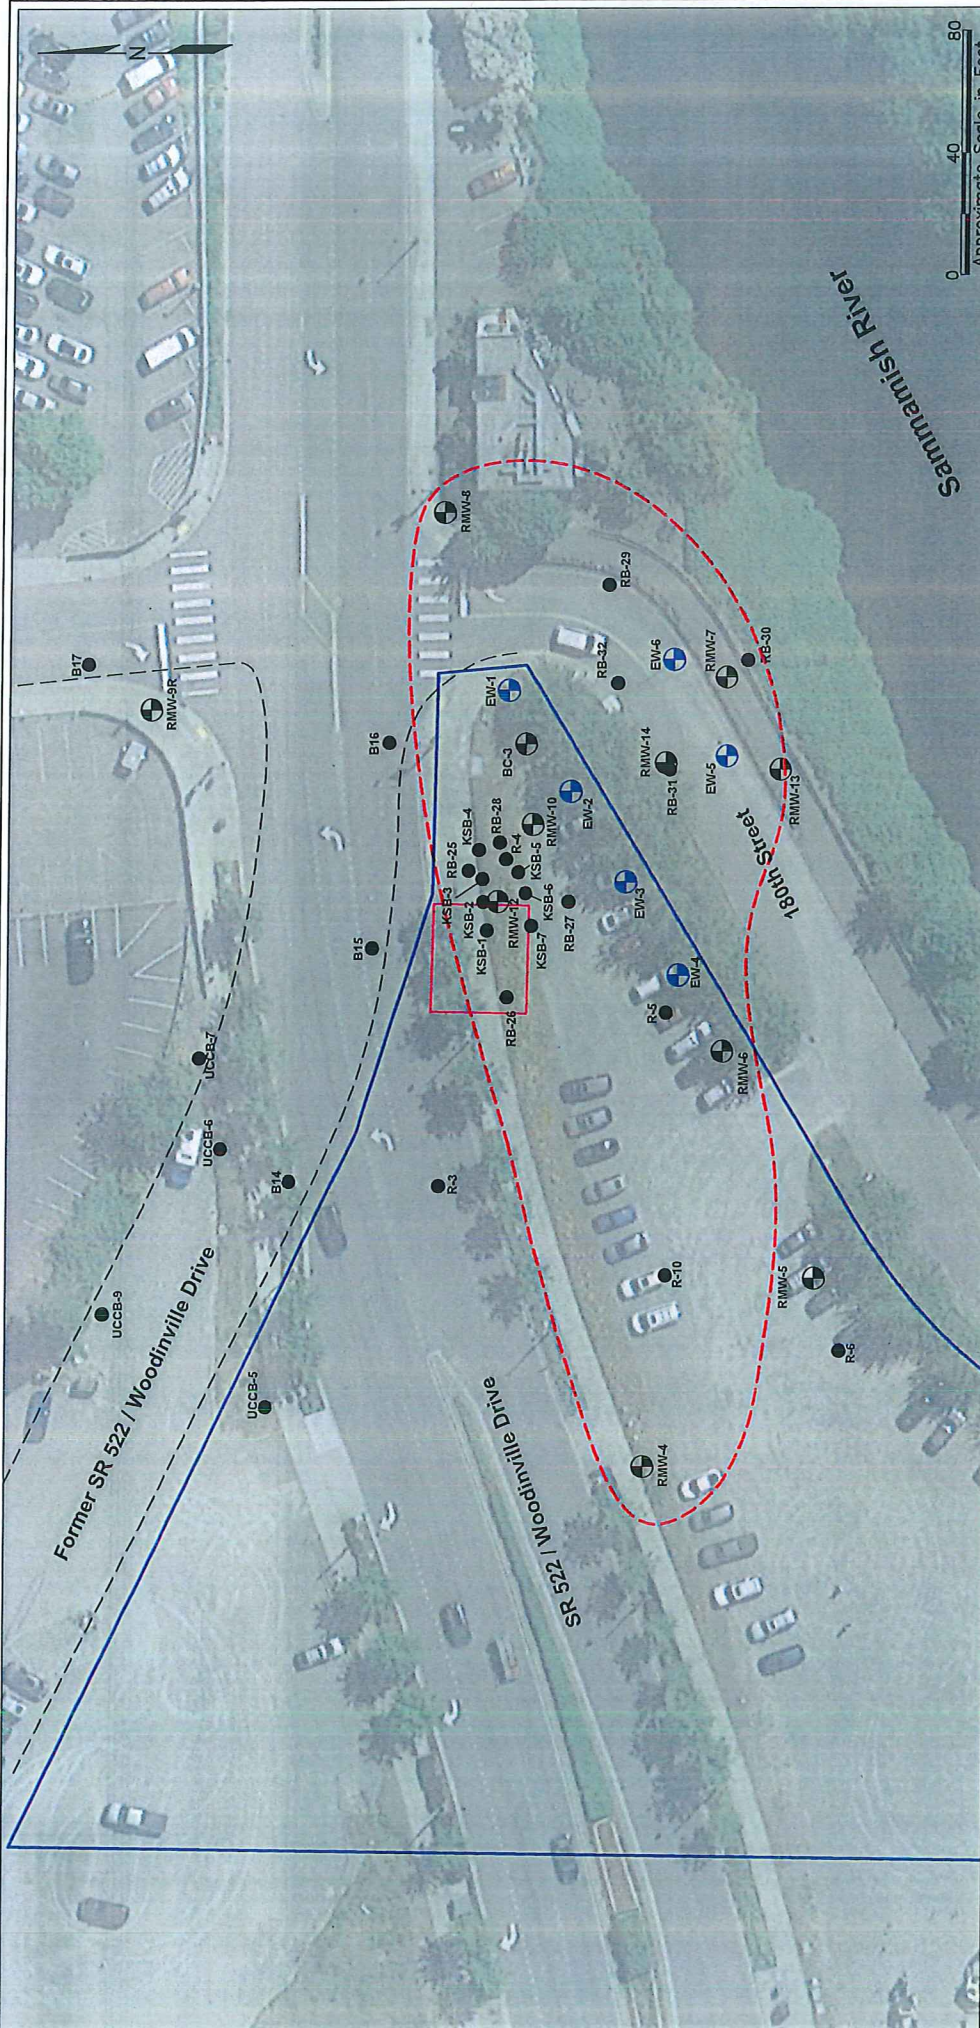 N
B17
RMW-9R
B16
B15
UCCB-7
UCCB-6
B14
UCCB-9
UCCB-5
Former SR 522 / Woodinville Drive
SR 522 / Woodinville Drive
R-3
RMW-8
RB-29
RB-32
EW-6
RMW-7
RB-30
EW-1
BC-3
EW-2
RMW-14
RB-31
EW-5
RMW-13
180th Street
KSB-4
RB-28
RB-25
R-4
RMW-10
KSB-5
KSB-3
KSB-2
KSB-6
RMW-12
KSB-1
KSB-7
RB-27
EW-3
RB-26
EW-4
R-5
RMW-6
R-10
RMW-5
R-6
RMW-4
Sammamish River
0
40
80
Approximate Scale in Feet